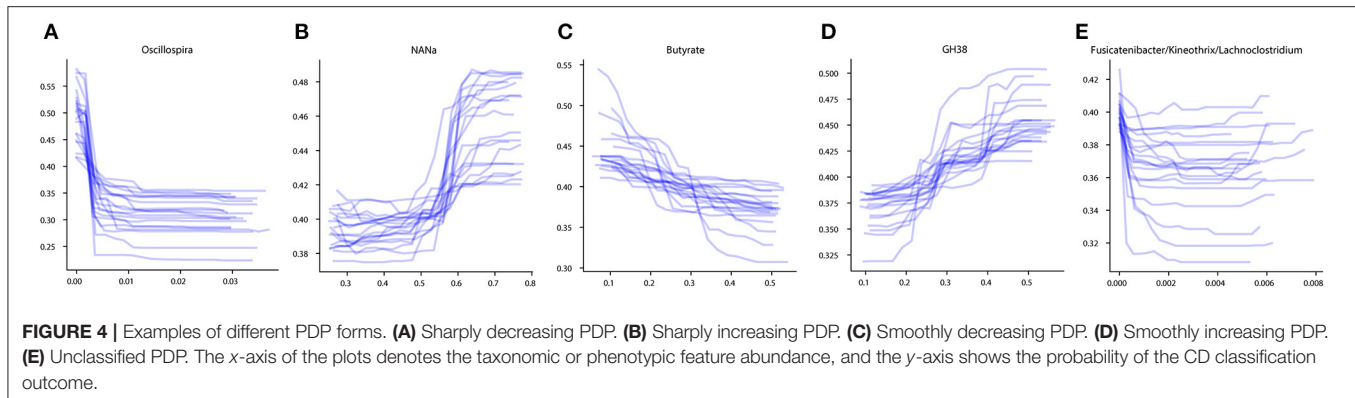 A
Oscillospira
0.55
0.50
0.45
0.40
0.35
0.30
0.25
0.00 0.01 0.02 0.03
B
NANa
0.48
0.46
0.44
0.42
0.40
0.38
0.3 0.4 0.5 0.6 0.7 0.8
C
Butyrate
0.55
0.50
0.45
0.40
0.35
0.30
0.1 0.2 0.3 0.4 0.5
D
GH38
0.500
0.475
0.450
0.425
0.400
0.375
0.350
0.325
0.1 0.2 0.3 0.4 0.5
E
Fusicatenibacter/Kineothrix/Lachnoclostridium
0.42
0.40
0.38
0.36
0.34
0.32
0.000 0.002 0.004 0.006 0.008
FIGURE 4 | Examples of different PDP forms. (A) Sharply decreasing PDP. (B) Sharply increasing PDP. (C) Smoothly decreasing PDP. (D) Smoothly increasing PDP.
(E) Unclassified PDP. The x-axis of the plots denotes the taxonomic or phenotypic feature abundance, and the y-axis shows the probability of the CD classification
outcome.